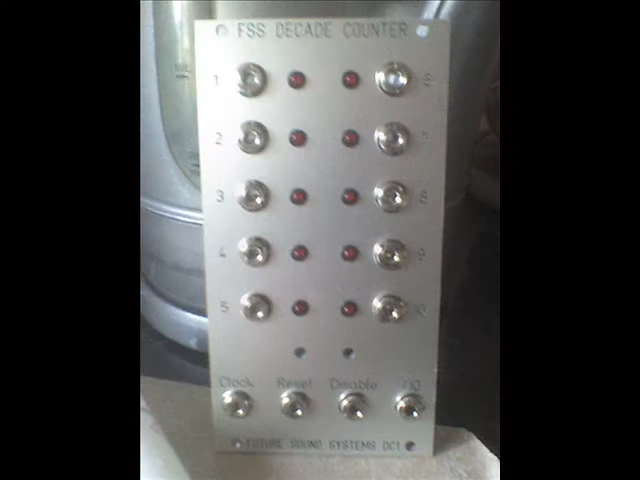 FSS DECADE COUNTER
1 6
2 7
3 8
4 9
5 10
Clock Reset Disable /10
FUTURE SOUND SYSTEMS DC1